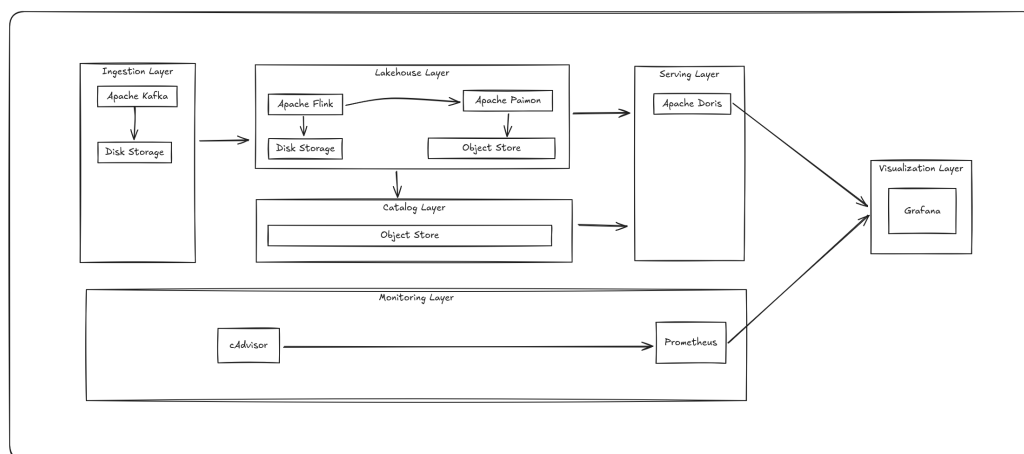 Ingestion Layer
Apache Kafka
Disk Storage
Lakehouse Layer
Apache Flink
Apache Paimon
Disk Storage
Object Store
Catalog Layer
Object Store
Serving Layer
Apache Doris
Visualization Layer
Grafana
Monitoring Layer
cAdvisor
Prometheus